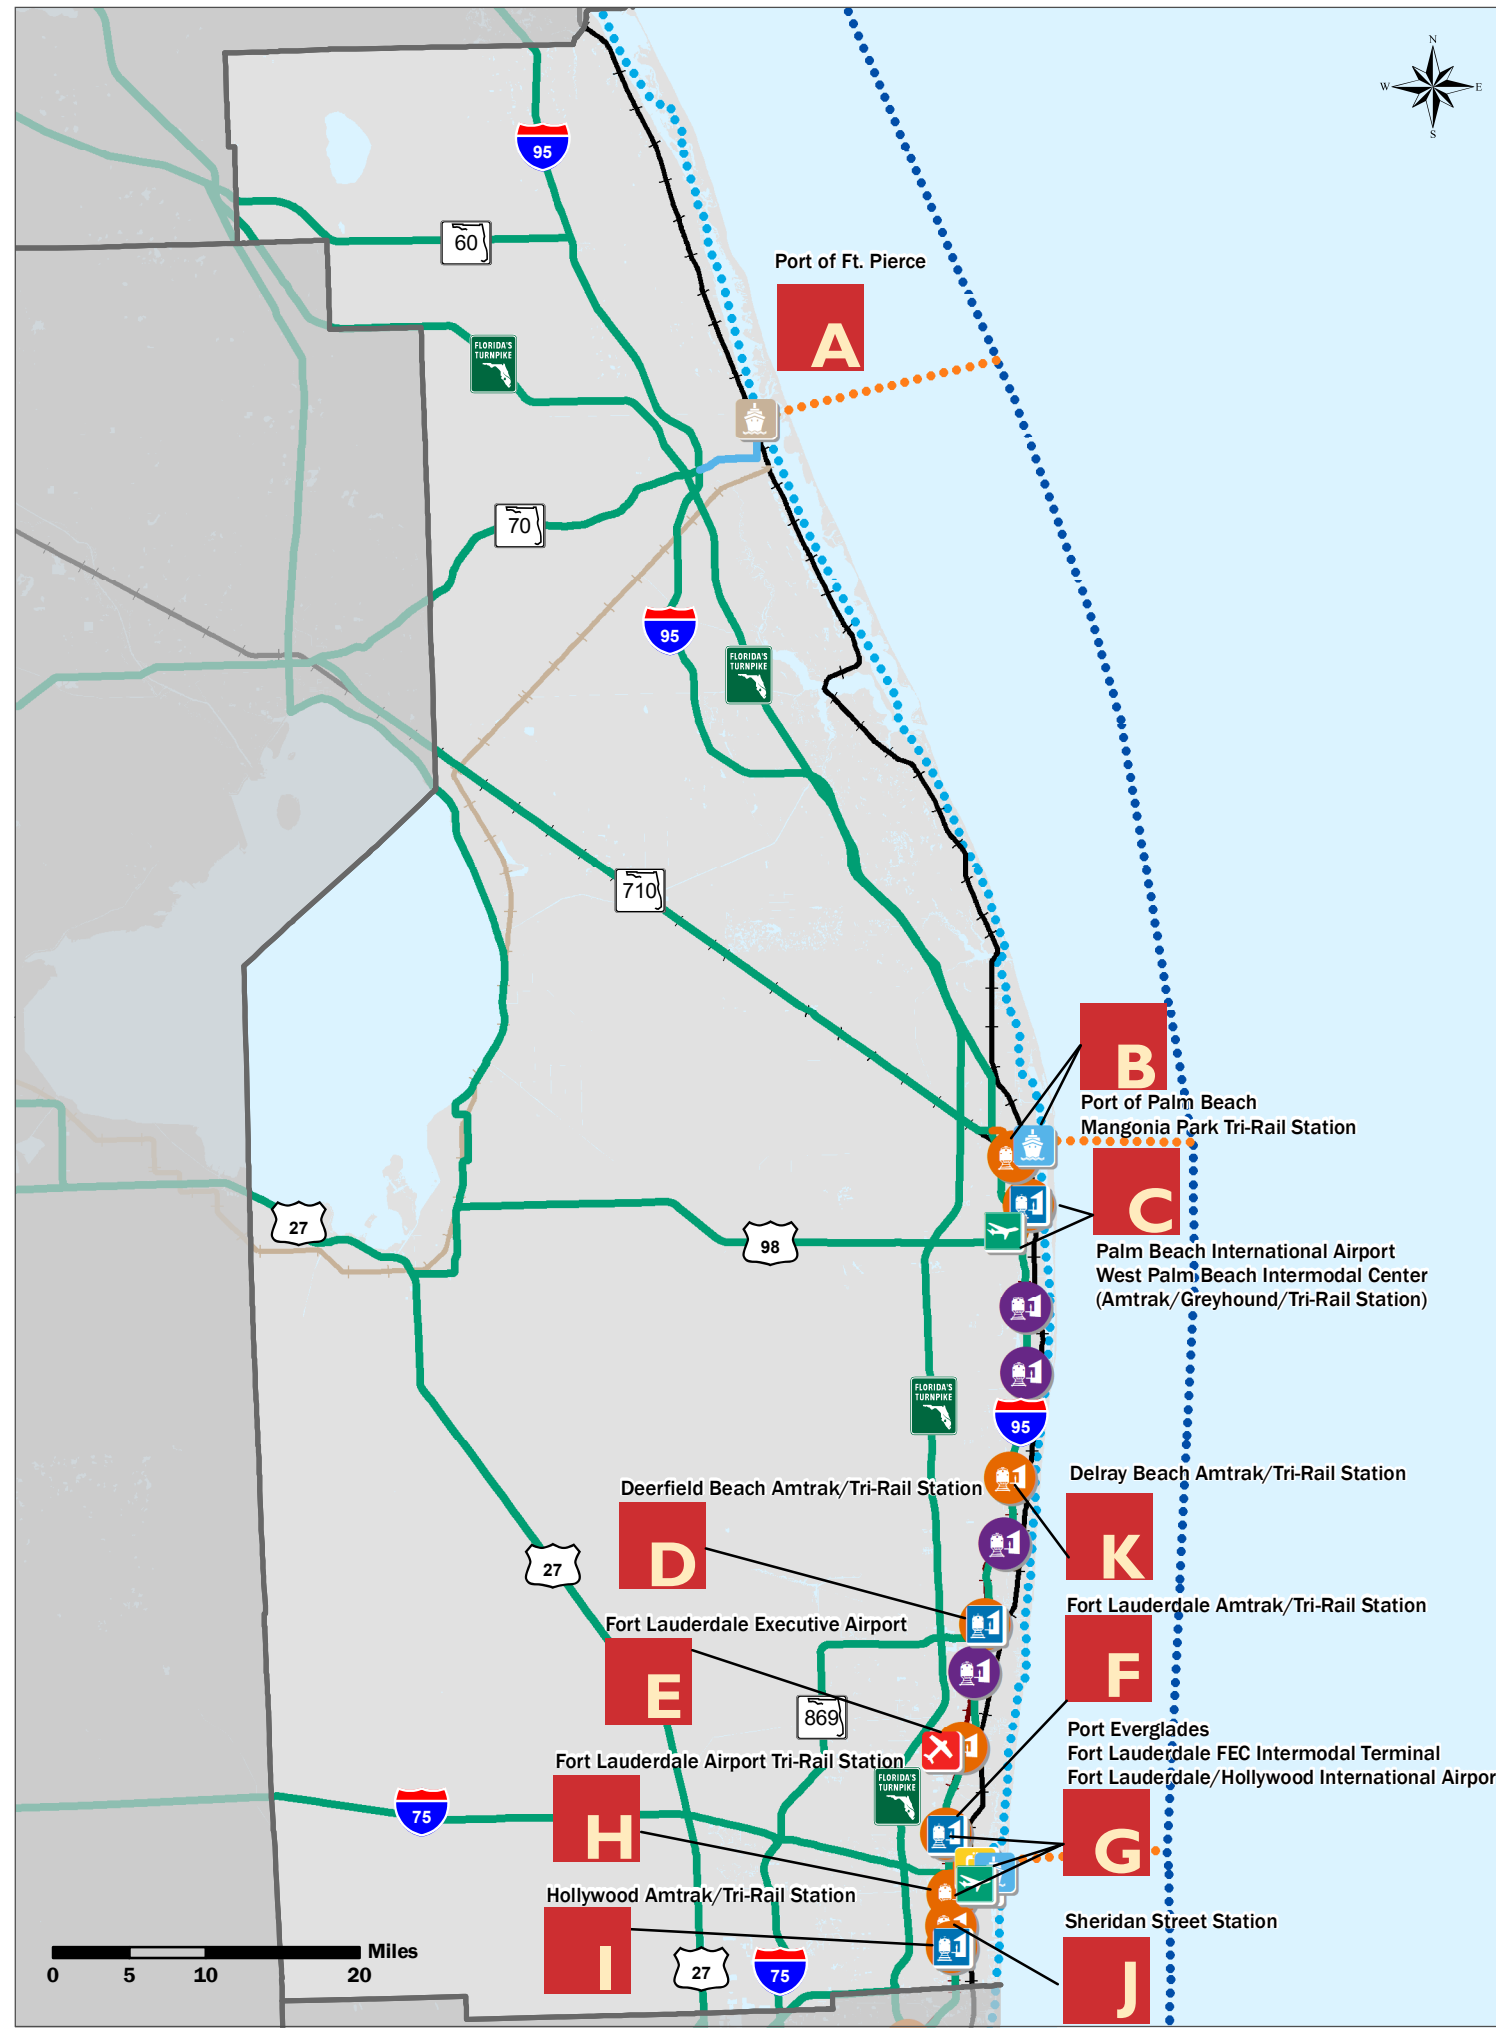 N
W E
S
95
60
Port of Ft. Pierce
A
FLORIDA'S
TURNPIKE
70
95
FLORIDA'S
TURNPIKE
710
B
Port of Palm Beach
Mangonia Park Tri-Rail Station
C
27
98
Palm Beach International Airport
West Palm Beach Intermodal Center
(Amtrak/Greyhound/Tri-Rail Station)
FLORIDA'S
TURNPIKE
95
Delray Beach Amtrak/Tri-Rail Station
K
Deerfield Beach Amtrak/Tri-Rail Station
D
27
Fort Lauderdale Amtrak/Tri-Rail Station
F
Fort Lauderdale Executive Airport
E
869
Port Everglades
Fort Lauderdale FEC Intermodal Terminal
Fort Lauderdale/Hollywood International Airpor
G
Fort Lauderdale Airport Tri-Rail Station
H
FLORIDA'S
TURNPIKE
75
Hollywood Amtrak/Tri-Rail Station
I
Sheridan Street Station
J
27
75
Miles
0 5 10 20